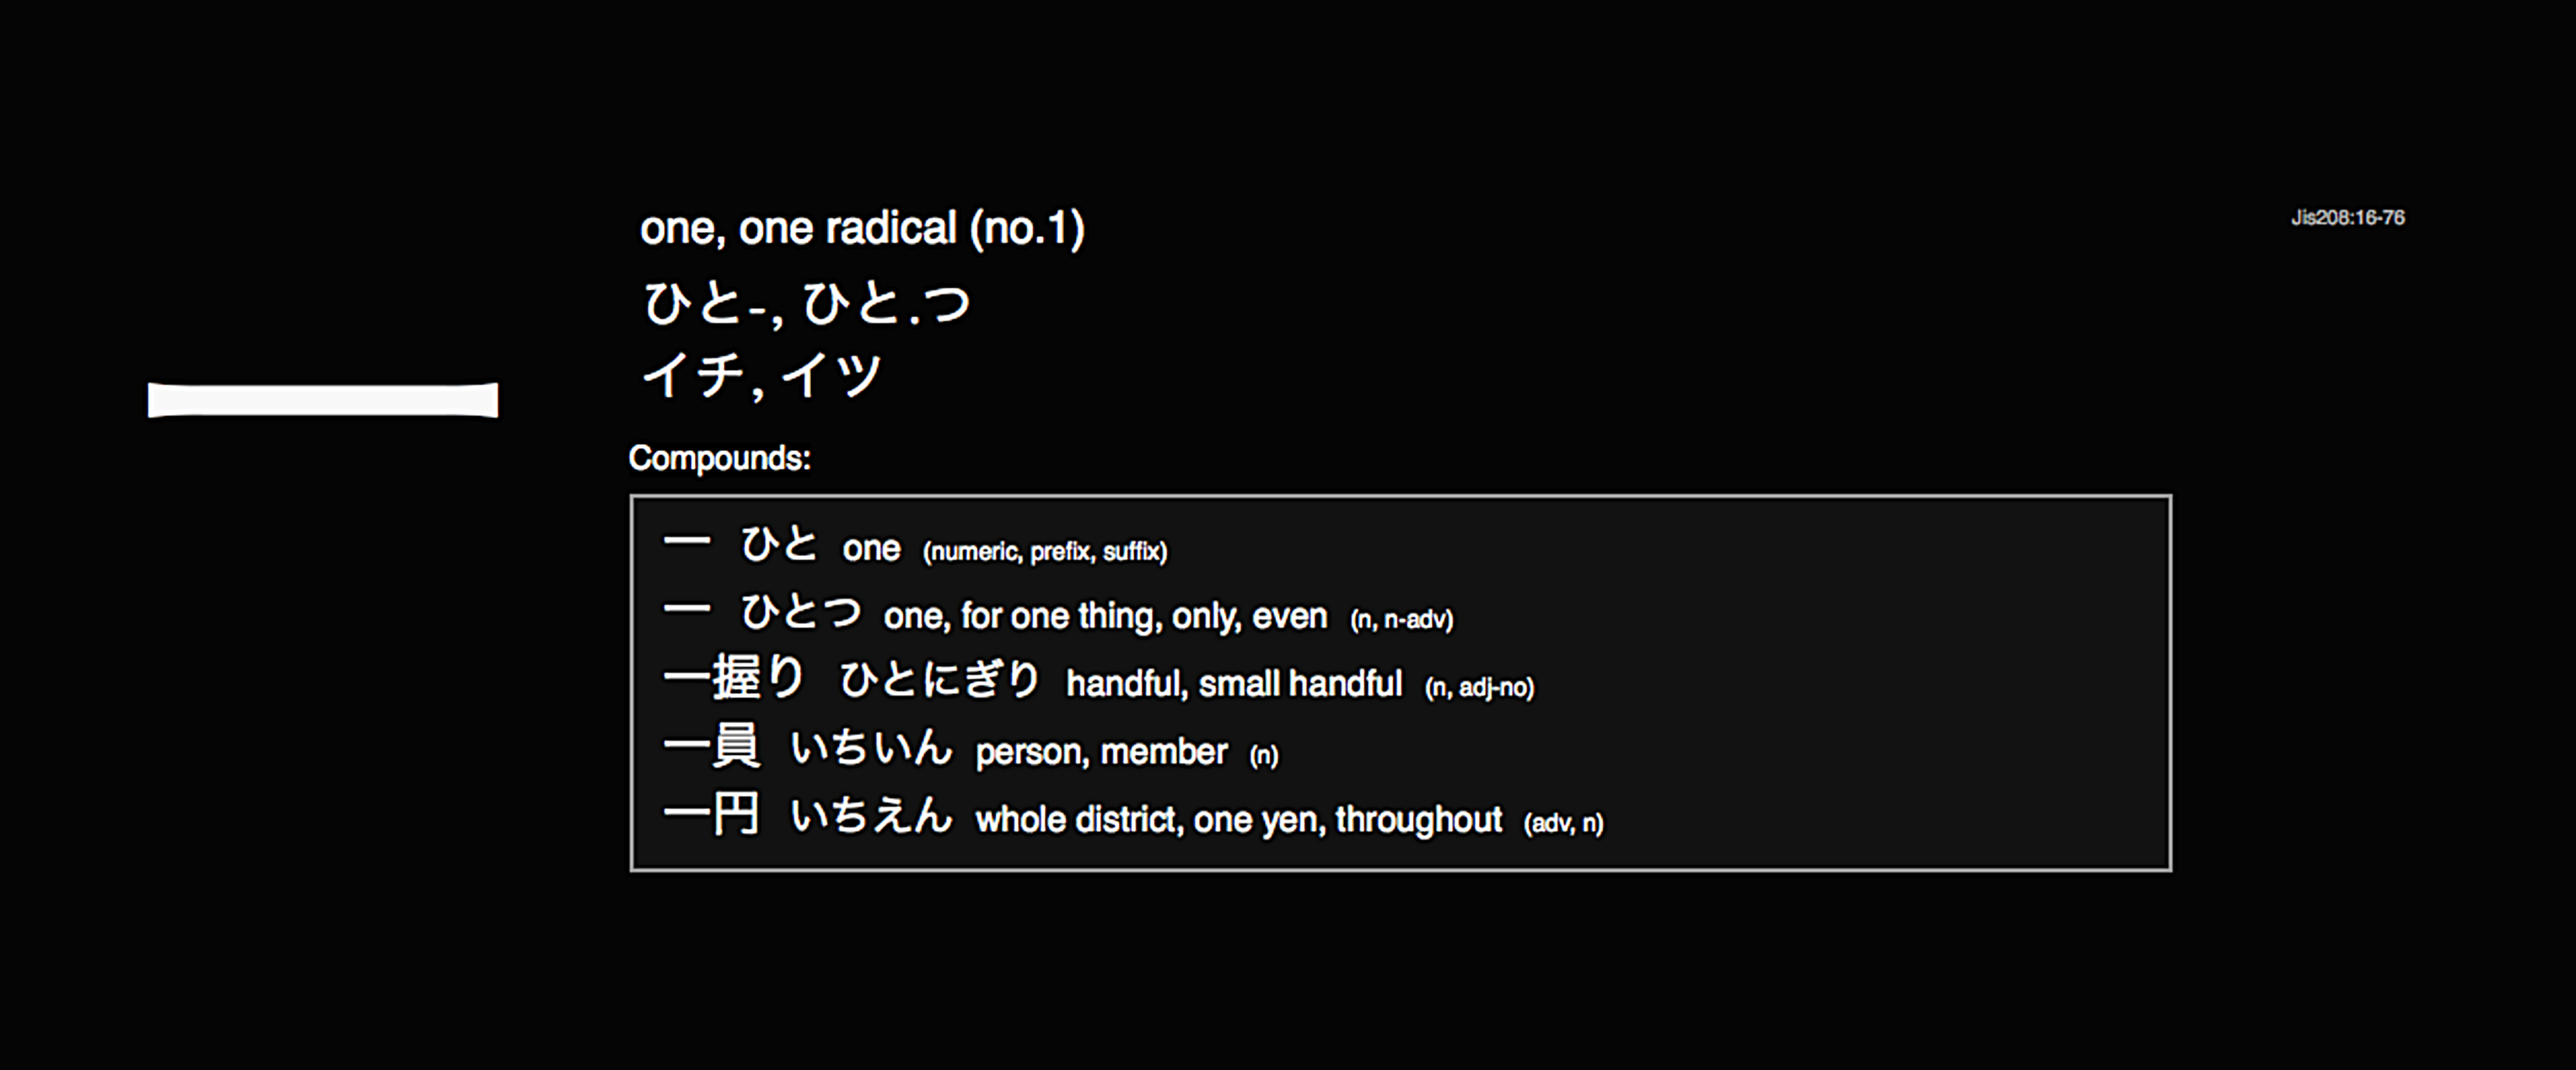 one, one radical (no.1)
Jis208:16-76
ひと-, ひと.つ
イチ, イツ
一
Compounds:
一 ひと one (numeric, prefix, suffix)
一 ひとつ one, for one thing, only, even (n, n-adv)
一握り ひとにぎり handful, small handful (n, adj-no)
一員 いちいん person, member (n)
一円 いちえん whole district, one yen, throughout (adv, n)